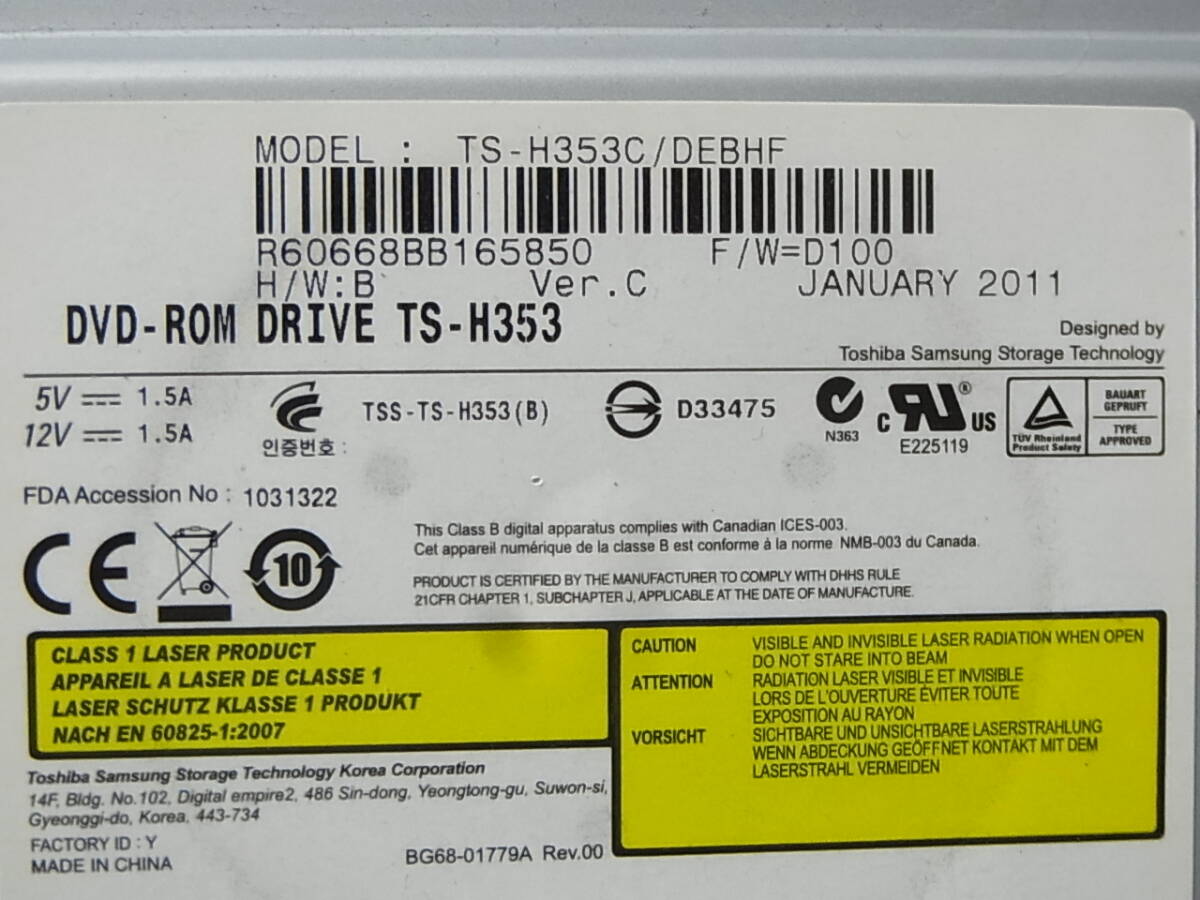 MODEL : TS-H353C/DEBHF
R60668BB165850 F/W=D100
H/W:B Ver.C JANUARY 2011
DVD-ROM DRIVE TS-H353
Designed by
Toshiba Samsung Storage Technology
5V 1.5A
12V 1.5A
인증번호 :
TSS-TS-H353(B)
D33475
N363
C RU ® US
E225119
TÜV Rheinland
Product Safety
BAUART
GEPRUFT
TYPE
APPROVED
FDA Accession No : 1031322
CE
10
This Class B digital apparatus complies with Canadian ICES-003.
Cet appareil numérique de la classe B est conforme à la norme NMB-003 du Canada.
PRODUCT IS CERTIFIED BY THE MANUFACTURER TO COMPLY WITH DHHS RULE
21CFR CHAPTER 1, SUBCHAPTER J, APPLICABLE AT THE DATE OF MANUFACTURE.
CLASS 1 LASER PRODUCT
APPAREIL A LASER DE CLASSE 1
LASER SCHUTZ KLASSE 1 PRODUKT
NACH EN 60825-1:2007
CAUTION VISIBLE AND INVISIBLE LASER RADIATION WHEN OPEN
DO NOT STARE INTO BEAM
ATTENTION RADIATION LASER VISIBLE ET INVISIBLE
LORS DE L'OUVERTURE ÉVITER TOUTE
EXPOSITION AU RAYON
VORSICHT SICHTBARE UND UNSICHTBARE LASERSTRAHLUNG
WENN ABDECKUNG GEÖFFNET KONTAKT MIT DEM
LASERSTRAHL VERMEIDEN
Toshiba Samsung Storage Technology Korea Corporation
14F, Bldg. No.102, Digital empire2, 486 Sin-dong, Yeongtong-gu, Suwon-si,
Gyeonggi-do, Korea, 443-734
FACTORY ID : Y
MADE IN CHINA
BG68-01779A Rev.00